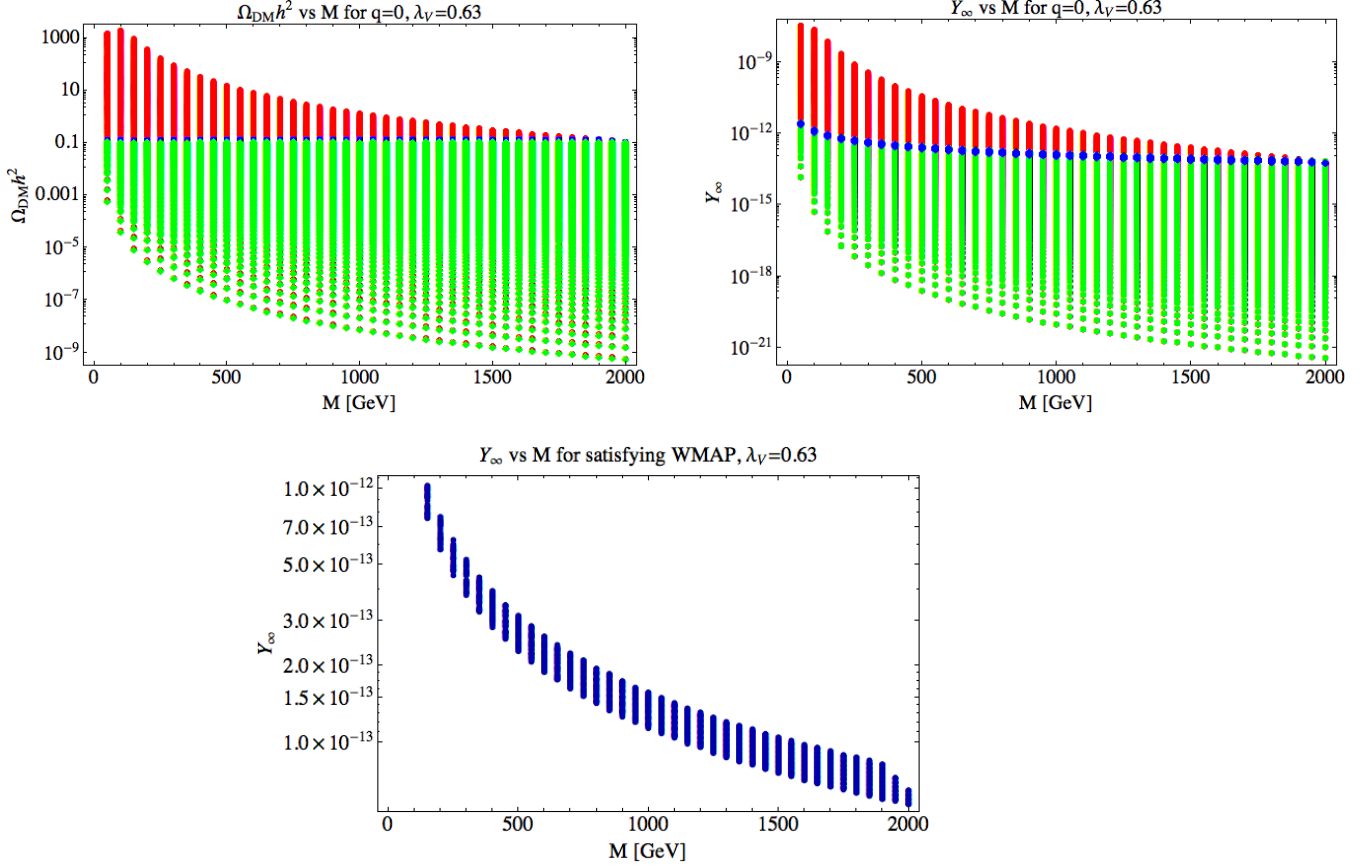 Ω_DM h² vs M for q=0, λ_V=0.63
Ω_DM h²
1000
10
0.1
0.001
10⁻⁵
10⁻⁷
10⁻⁹
0 500 1000 1500 2000
M [GeV]
Y_∞ vs M for q=0, λ_V=0.63
Y_∞
10⁻⁹
10⁻¹²
10⁻¹⁵
10⁻¹⁸
10⁻²¹
0 500 1000 1500 2000
M [GeV]
Y_∞ vs M for satisfying WMAP, λ_V=0.63
Y_∞
1.0×10⁻¹²
7.0×10⁻¹³
5.0×10⁻¹³
3.0×10⁻¹³
2.0×10⁻¹³
1.5×10⁻¹³
1.0×10⁻¹³
0 500 1000 1500 2000
M [GeV]